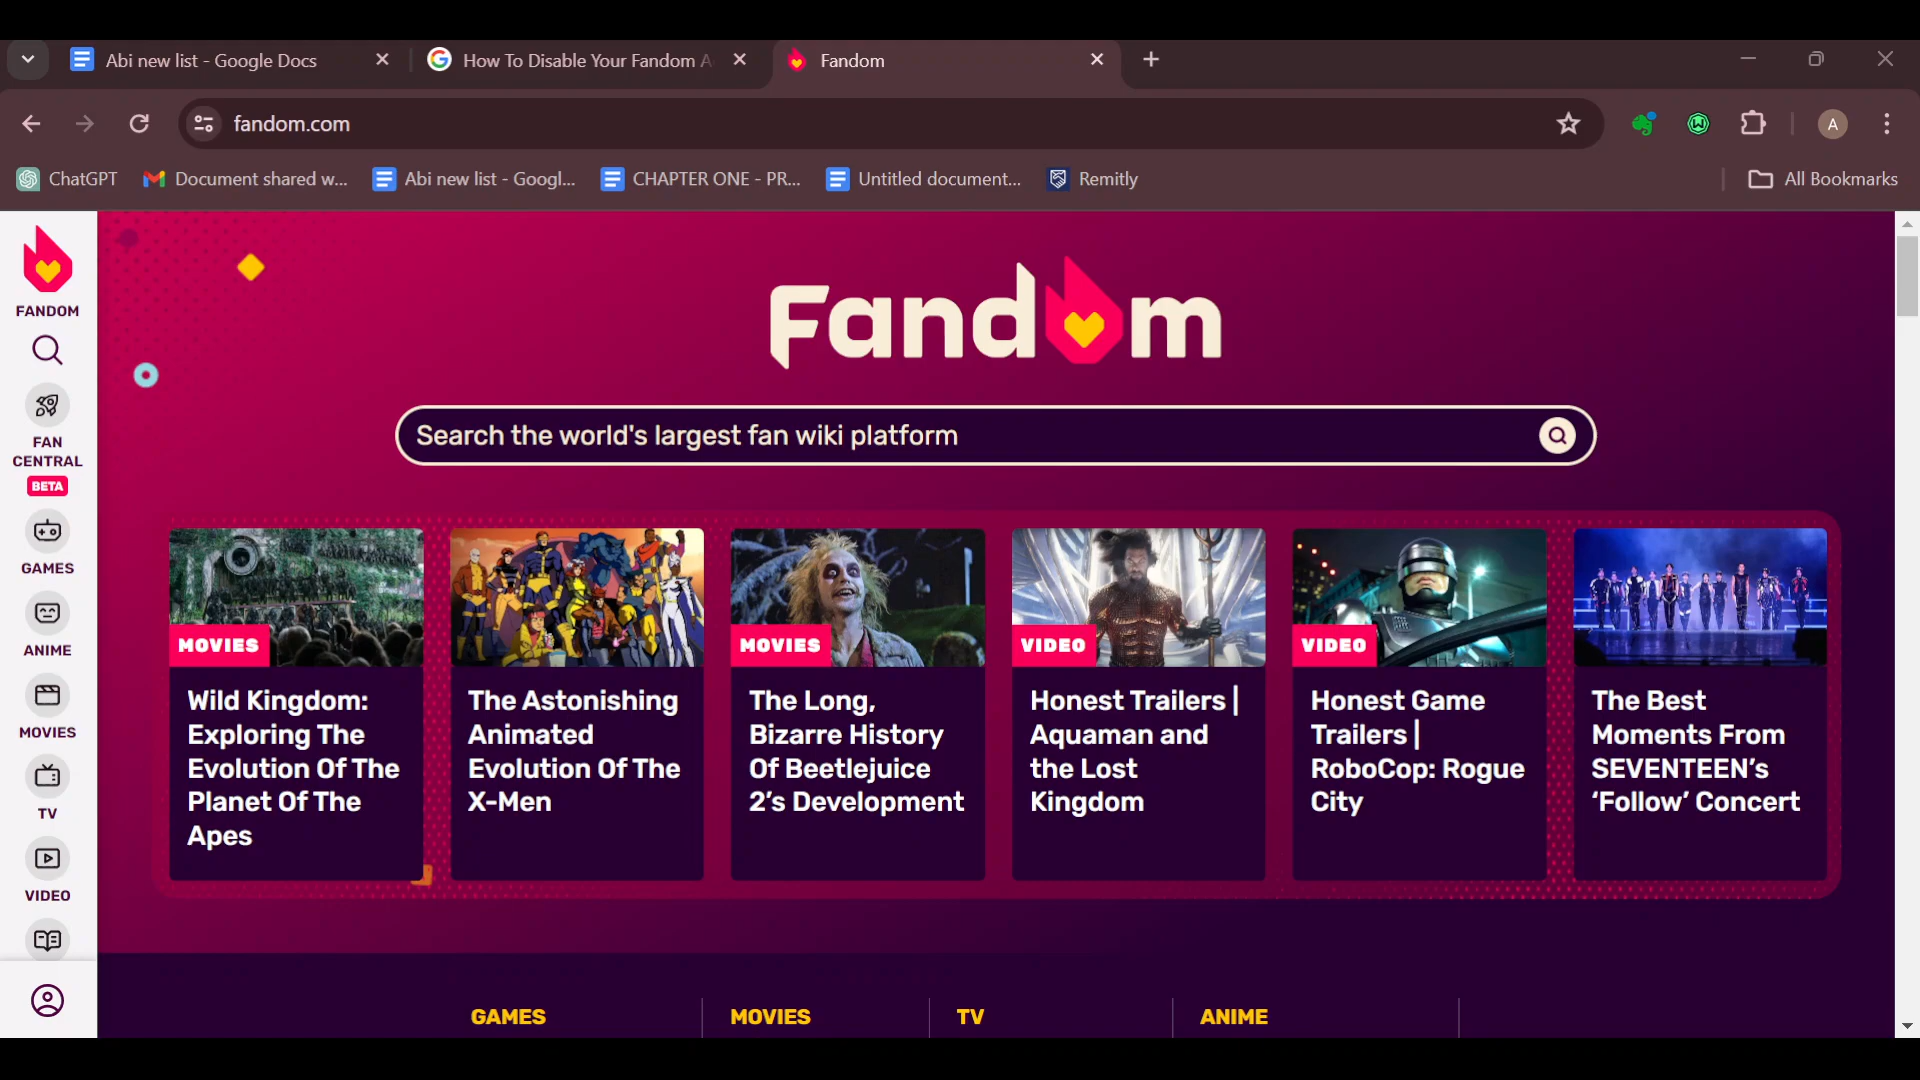 Abi new list - Google Docs
How To Disable Your Fandom A
Fandom
fandom.com
A
ChatGPT
Document shared w...
Abi new list - Googl...
CHAPTER ONE - PR...
Untitled document...
Remitly
All Bookmarks
FANDOM
FAN
CENTRAL
BETA
GAMES
ANIME
MOVIES
TV
VIDEO
Fandom
Search the world's largest fan wiki platform
MOVIES
Wild Kingdom:
Exploring The
Evolution Of The
Planet Of The
Apes
The Astonishing
Animated
Evolution Of The
X-Men
MOVIES
The Long,
Bizarre History
Of Beetlejuice
2’s Development
VIDEO
Honest Trailers |
Aquaman and
the Lost
Kingdom
VIDEO
Honest Game
Trailers |
RoboCop: Rogue
City
The Best
Moments From
SEVENTEEN’s
‘Follow’ Concert
GAMES
MOVIES
TV
ANIME